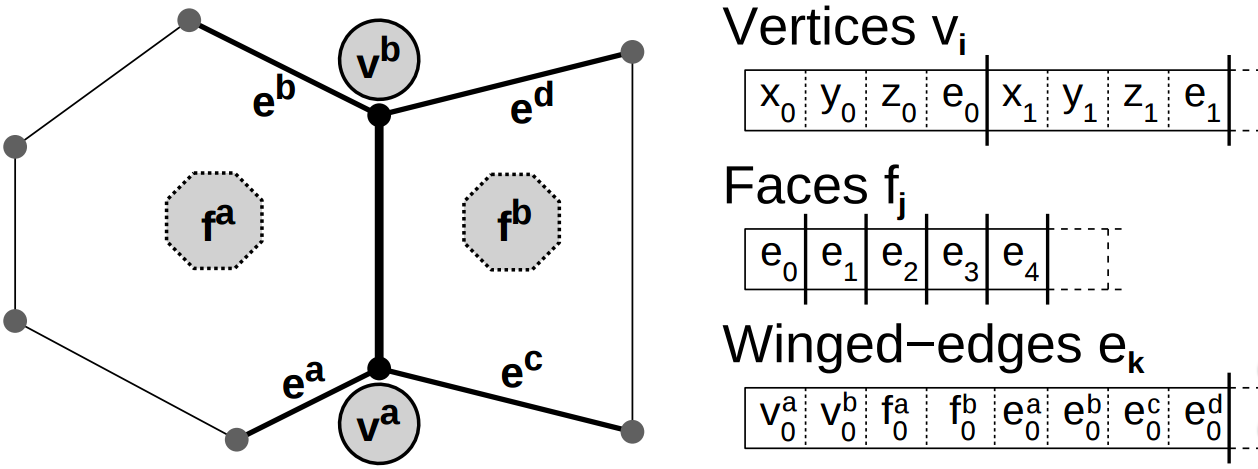 v^b
e^b
e^d
f^a
f^b
e^a
e^c
v^a
Vertices v_i
x_0 y_0 z_0 e_0 x_1 y_1 z_1 e_1
Faces f_j
e_0 e_1 e_2 e_3 e_4
Winged−edges e_k
v_0^a v_0^b f_0^a f_0^b e_0^a e_0^b e_0^c e_0^d